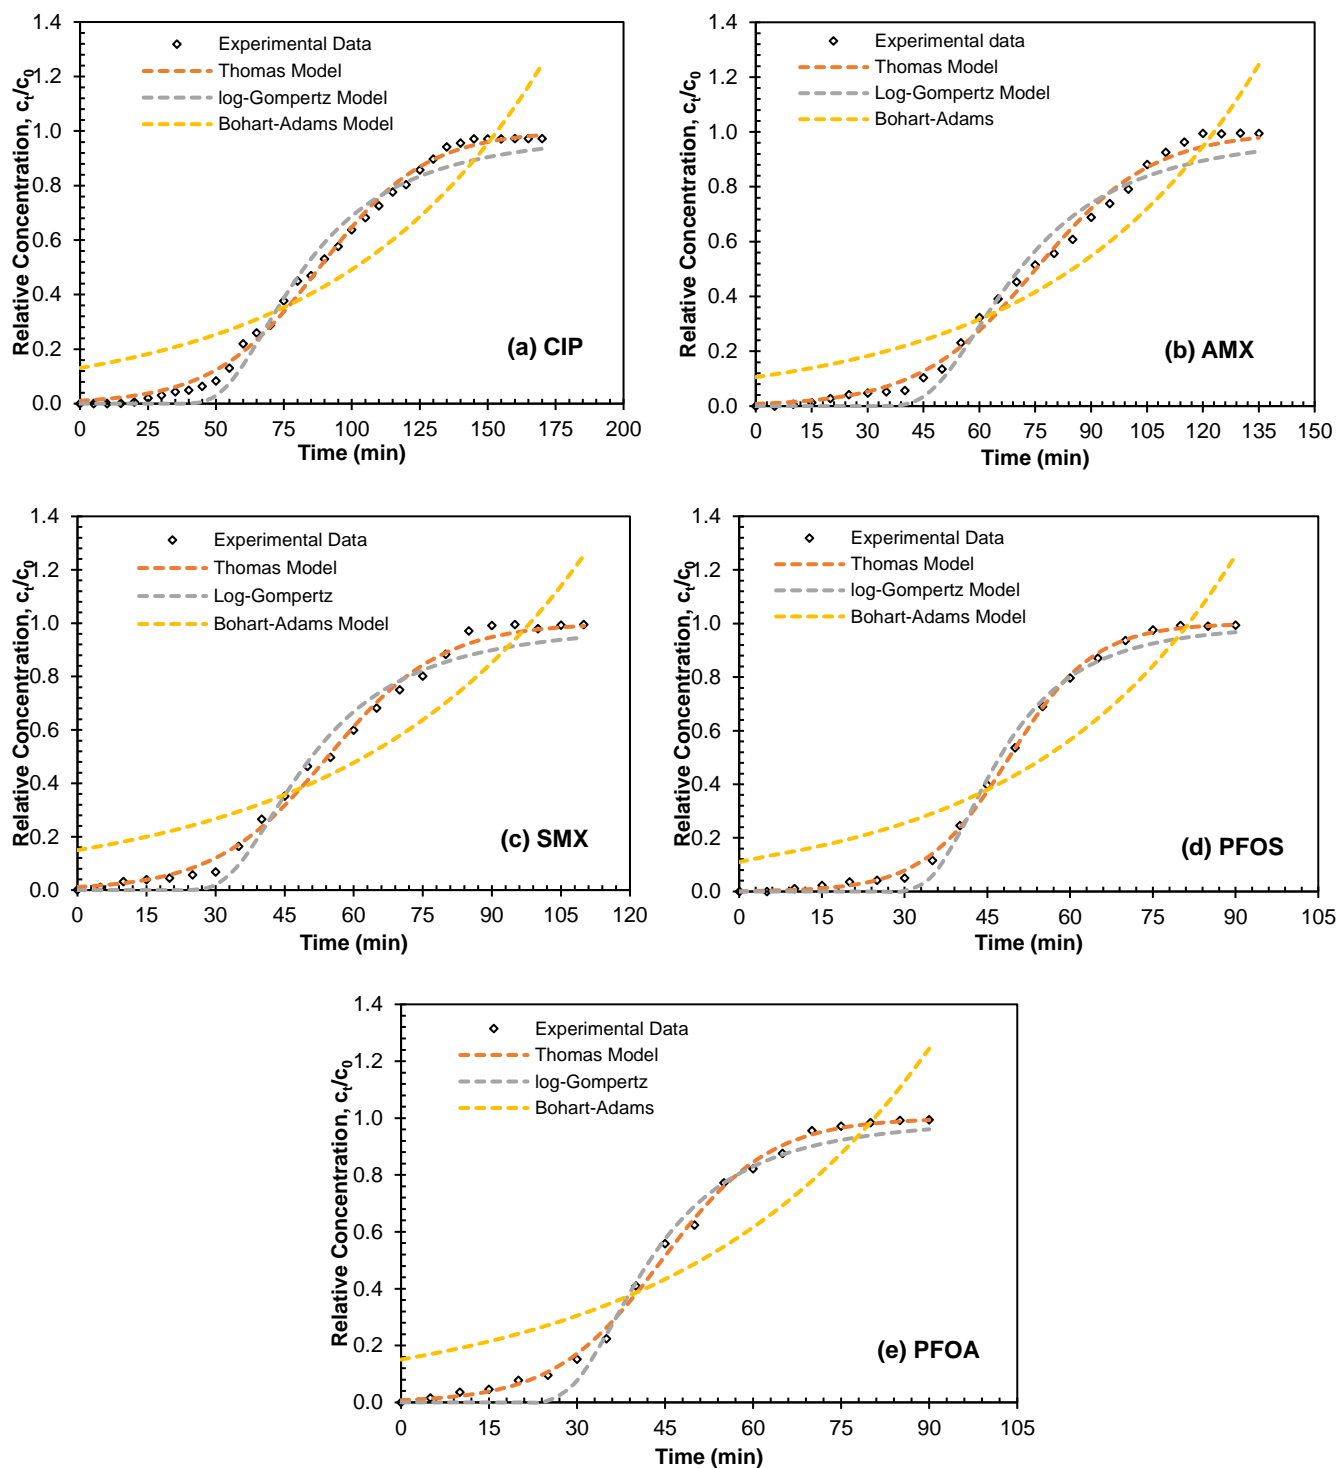 1.4
1.2
1.0
0.8
0.6
0.4
0.2
0.0
Relative Concentration, cₜ/c₀
Experimental Data
Thomas Model
log-Gompertz Model
Bohart-Adams Model
(a) CIP
0 25 50 75 100 125 150 175 200
Time (min)
1.4
1.2
1.0
0.8
0.6
0.4
0.2
0.0
Relative Concentration, cₜ/c₀
Experimental data
Thomas Model
Log-Gompertz Model
Bohart-Adams
(b) AMX
0 15 30 45 60 75 90 105 120 135 150
Time (min)
1.4
1.2
1.0
0.8
0.6
0.4
0.2
0.0
Relative Concentration, cₜ/c₀
Experimental Data
Thomas Model
Log-Gompertz
Bohart-Adams Model
(c) SMX
0 15 30 45 60 75 90 105 120
Time (min)
1.4
1.2
1.0
0.8
0.6
0.4
0.2
0.0
Relative Concentration, cₜ/c₀
Experimental Data
Thomas Model
log-Gompertz Model
Bohart-Adams Model
(d) PFOS
0 15 30 45 60 75 90 105
Time (min)
1.4
1.2
1.0
0.8
0.6
0.4
0.2
0.0
Relative Concentration, cₜ/c₀
Experimental Data
Thomas Model
log-Gompertz
Bohart-Adams
(e) PFOA
0 15 30 45 60 75 90 105
Time (min)